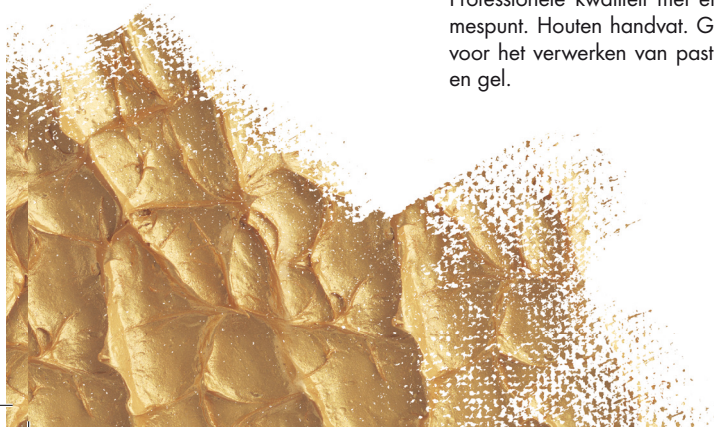 Professionele kwaliteit met
mespunt. Houten handvat.
voor het verwerken van
en gel.